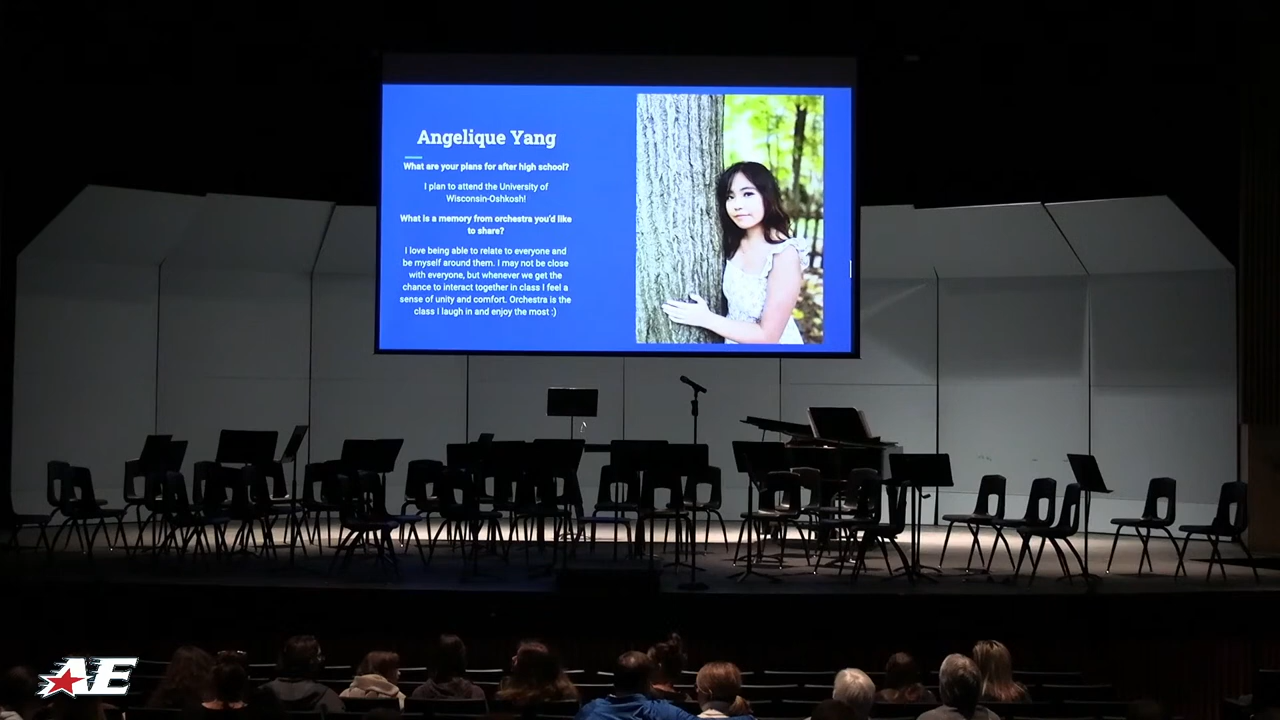 Angelique Yang
What are your plans for after high school?
I plan to attend the University of
Wisconsin-Oshkosh!
What is a memory from orchestra you'd like
to share?
I love being able to relate to everyone and
be myself around them. I may not be close
with everyone, but whenever we get the
chance to interact together in class I feel a
sense of unity and comfort. Orchestra is the
class I laugh in and enjoy the most :)
AE